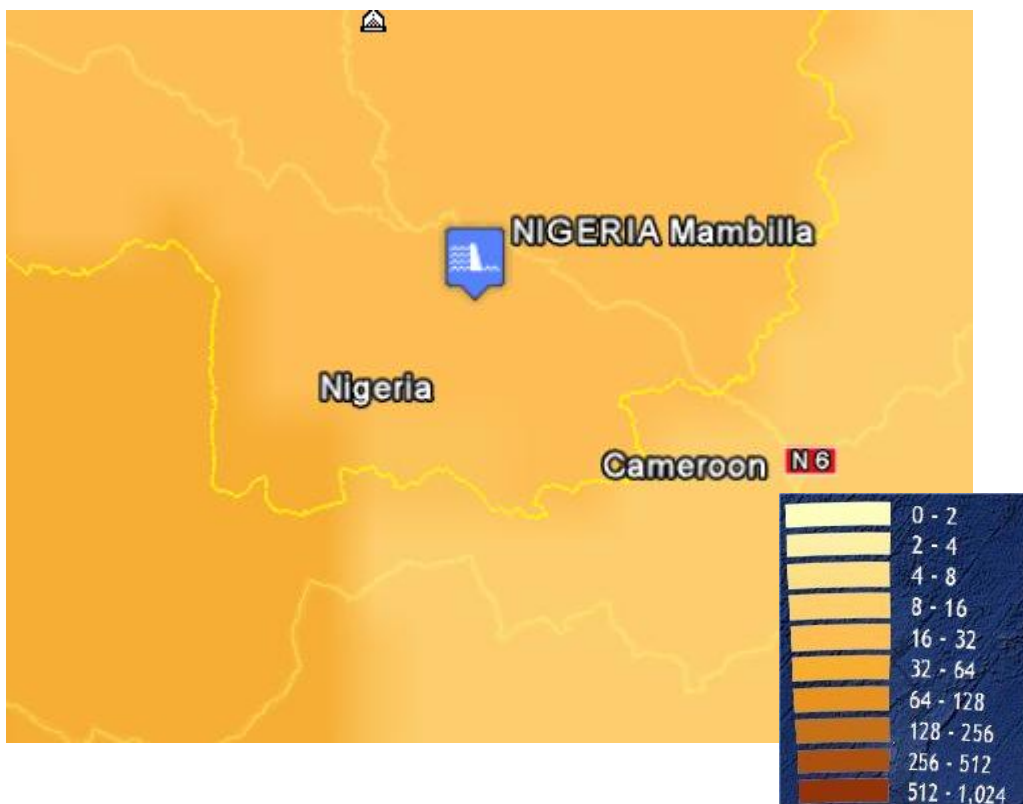 NIGERIA Mambilla
Nigeria
Cameroon
N 6
0 - 2
2 - 4
4 - 8
8 - 16
16 - 32
32 - 64
64 - 128
128 - 256
256 - 512
512 - 1,024